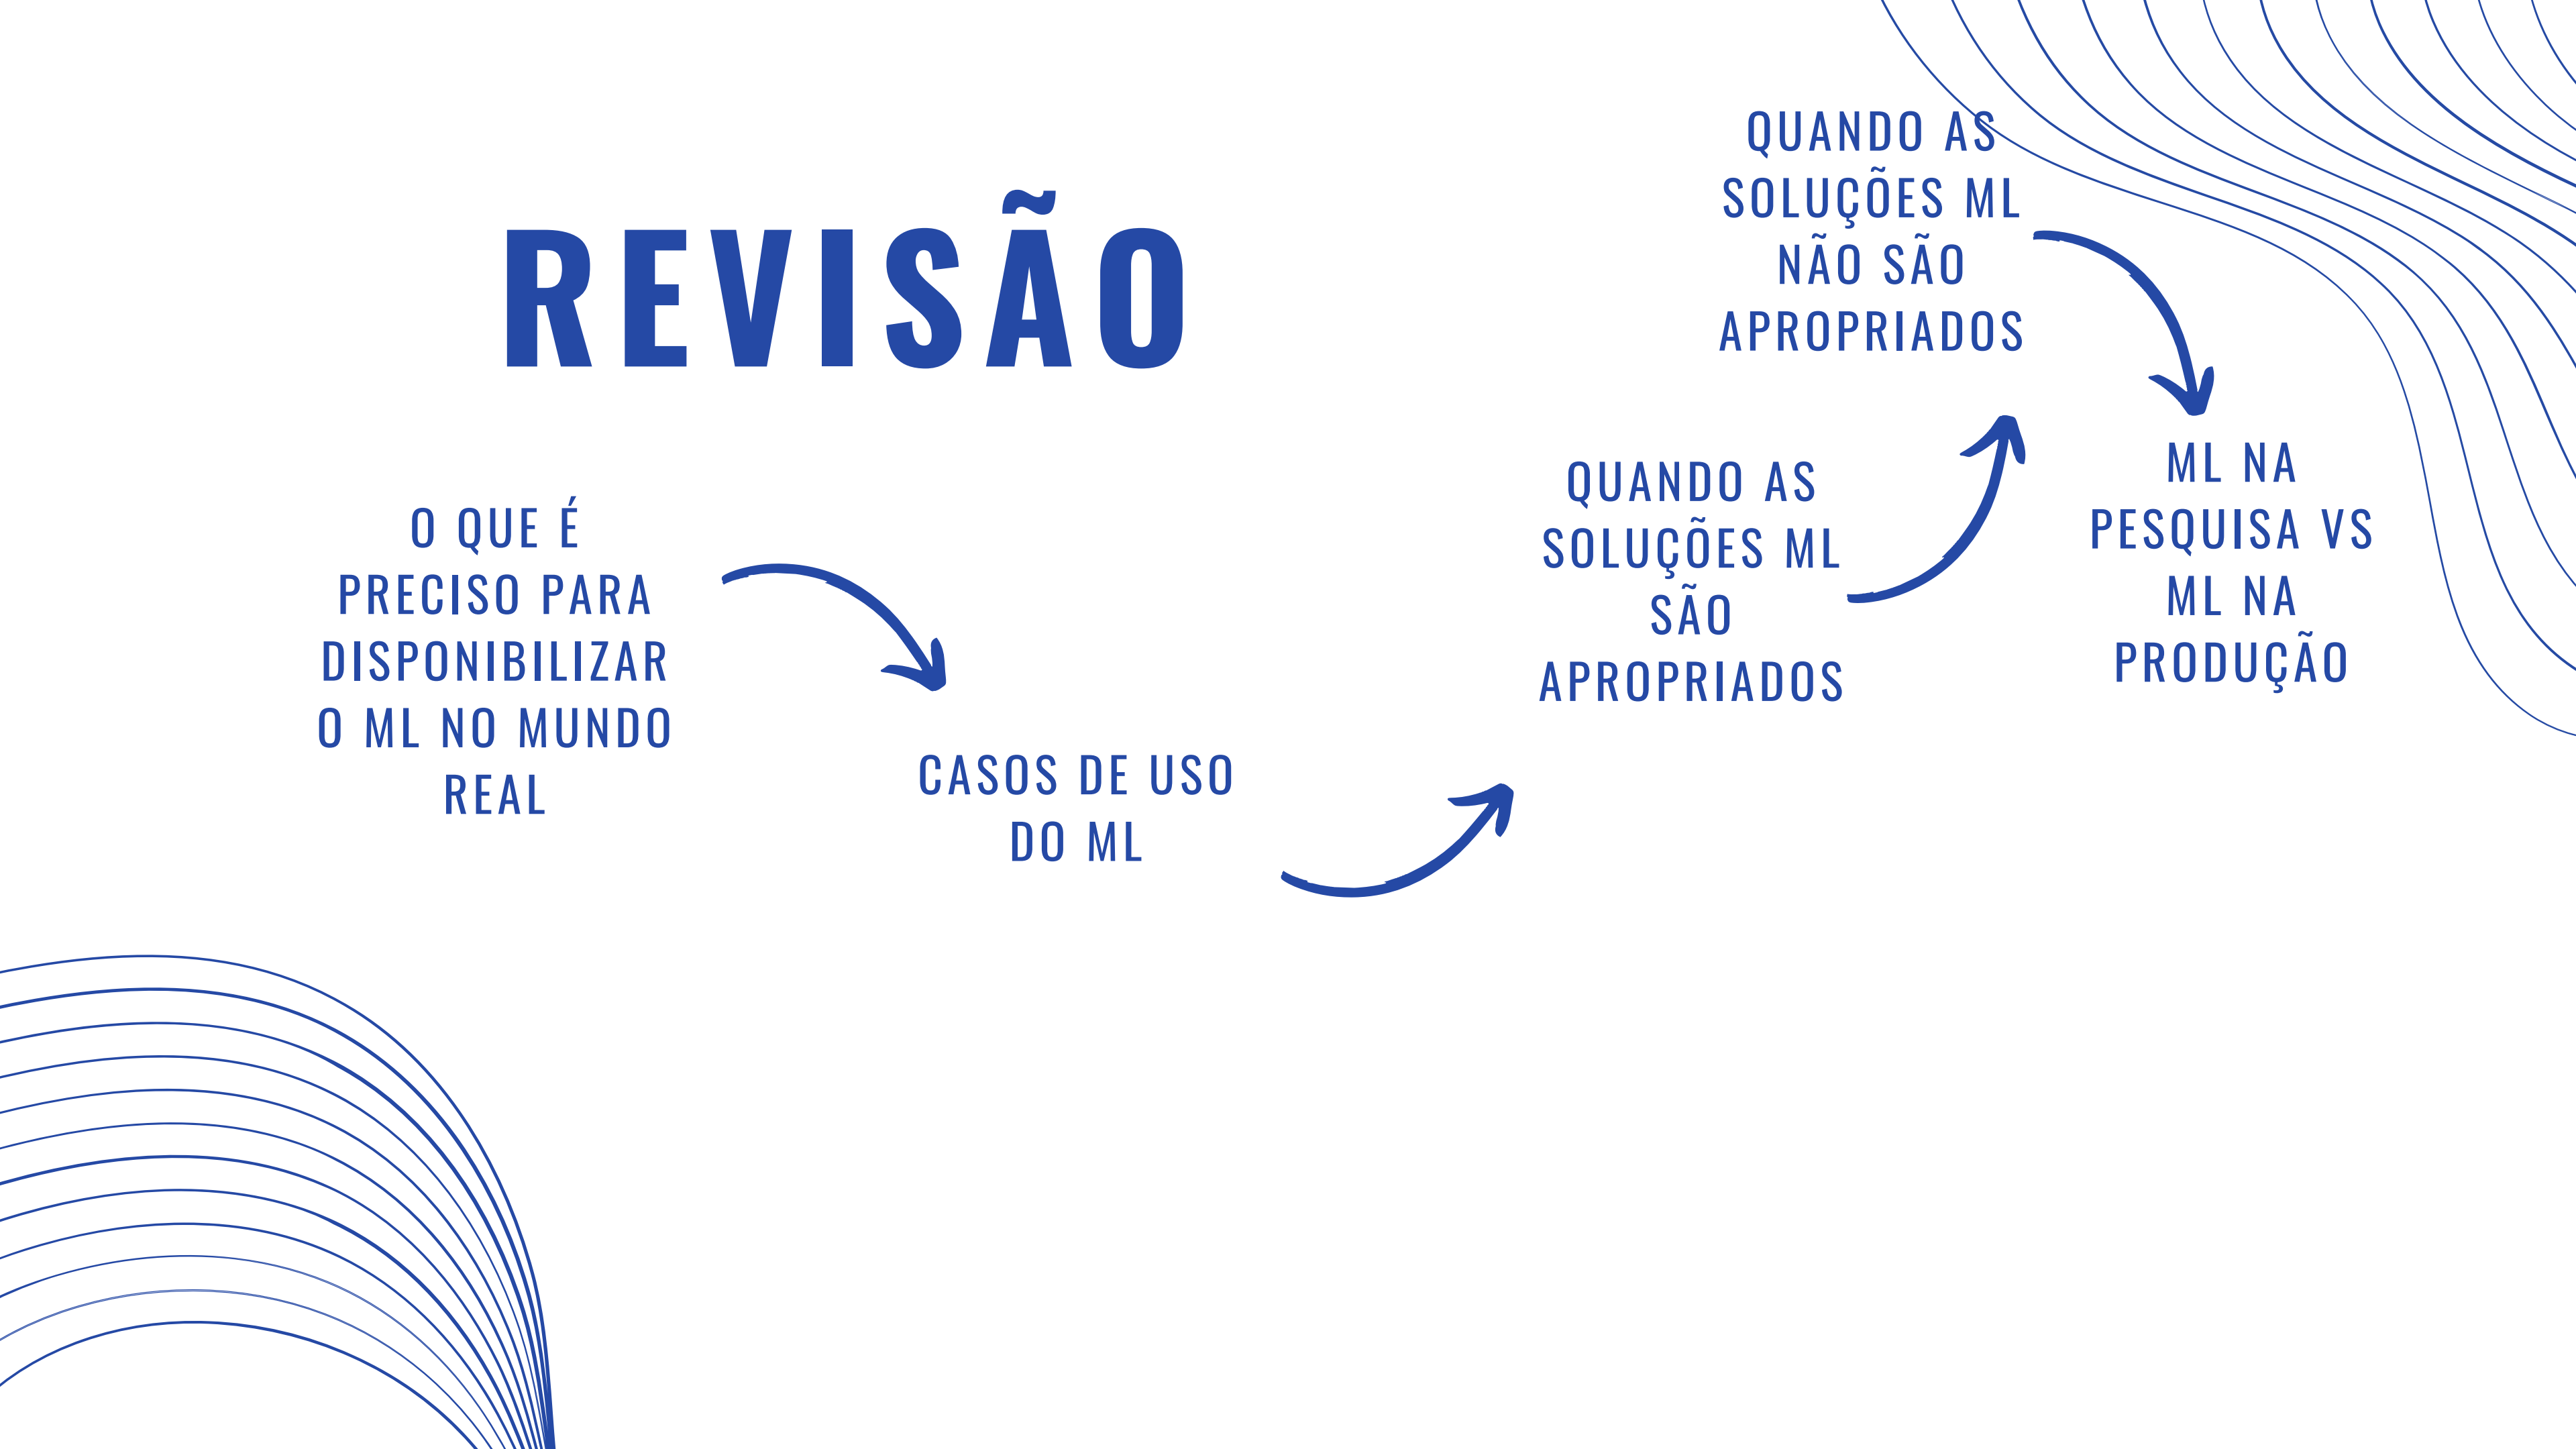 REVISÃO
O QUE É
PRECISO PARA
DISPONIBILIZAR
O ML NO MUNDO
REAL
CASOS DE USO
DO ML
QUANDO AS
SOLUÇÕES ML
SÃO
APROPRIADOS
QUANDO AS
SOLUÇÕES ML
NÃO SÃO
APROPRIADOS
ML NA
PESQUISA VS
ML NA
PRODUÇÃO